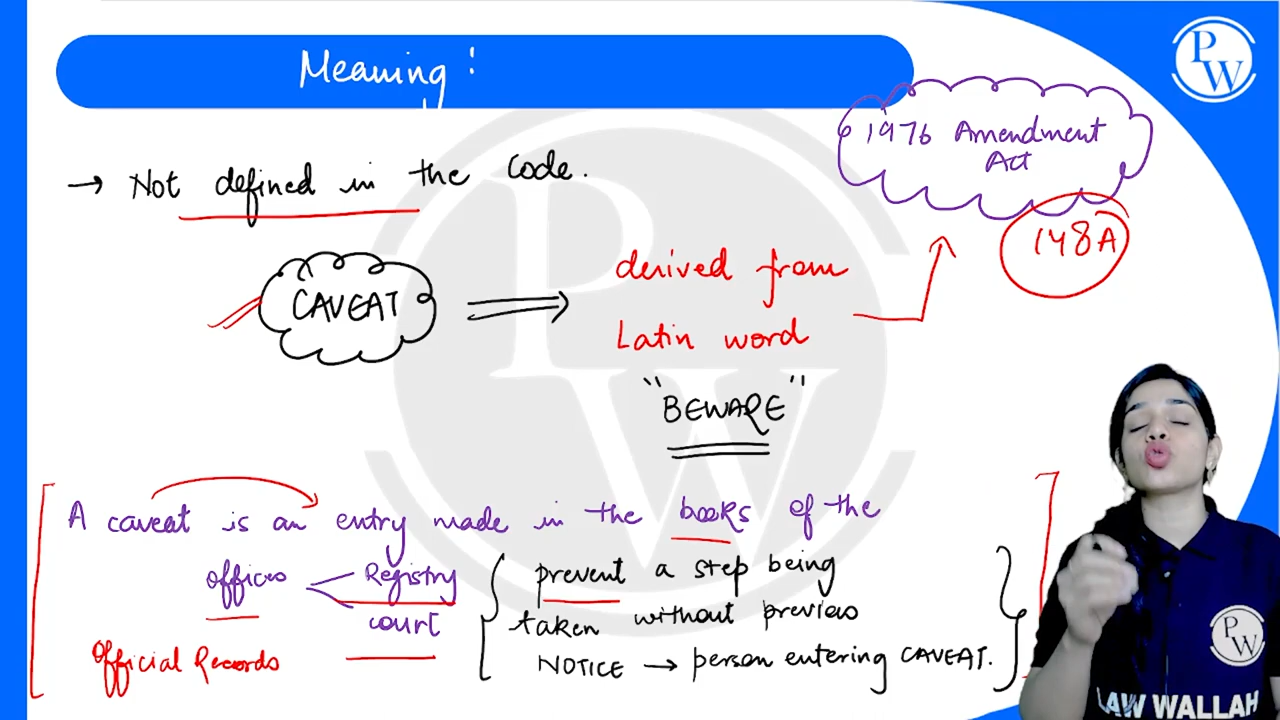 Meaning :
PW
1976 Amendment
Act
→ Not defined in the Code.
148A
CAVEAT
derived from
Latin word
"BEWARE"
A caveat is an entry made in the books of the
offices
Registry
court
Official Records
prevent a step being
taken without previous
NOTICE → person entering CAVEAT.
PW
LAW WALLAH